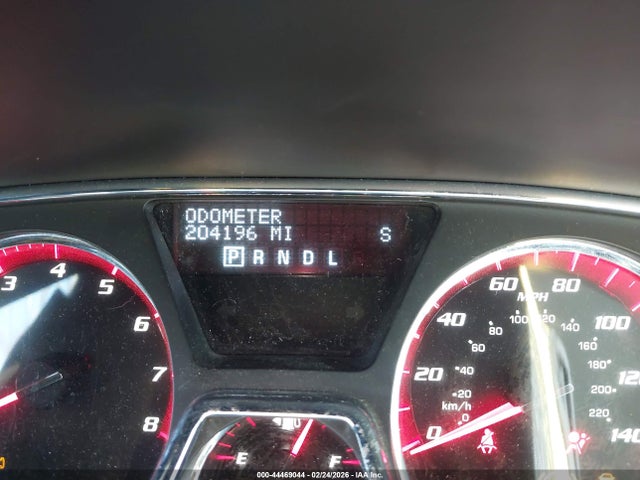 ODOMETER
204196 MI S
P R N D L
3 4 5 6 7 8
0 20 40 60 80 100 120 140
MPH
0 20 40 60 80 100 120 140 160 180 200 220
km/h
E F
000-44469044 | 02/24/2026 - IAA Inc.